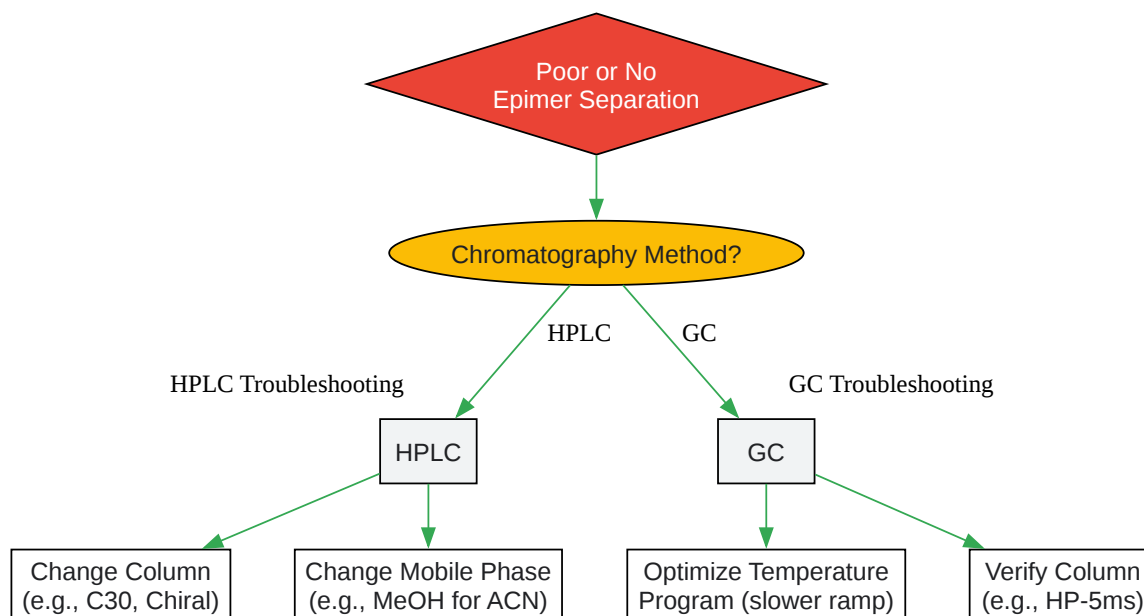 Poor or No
Epimer Separation
Chromatography Method?
HPLC
GC
HPLC Troubleshooting
GC Troubleshooting
HPLC
GC
Change Column
(e.g., C30, Chiral)
Change Mobile Phase
(e.g., MeOH for ACN)
Optimize Temperature
Program (slower ramp)
Verify Column
(e.g., HP-5ms)